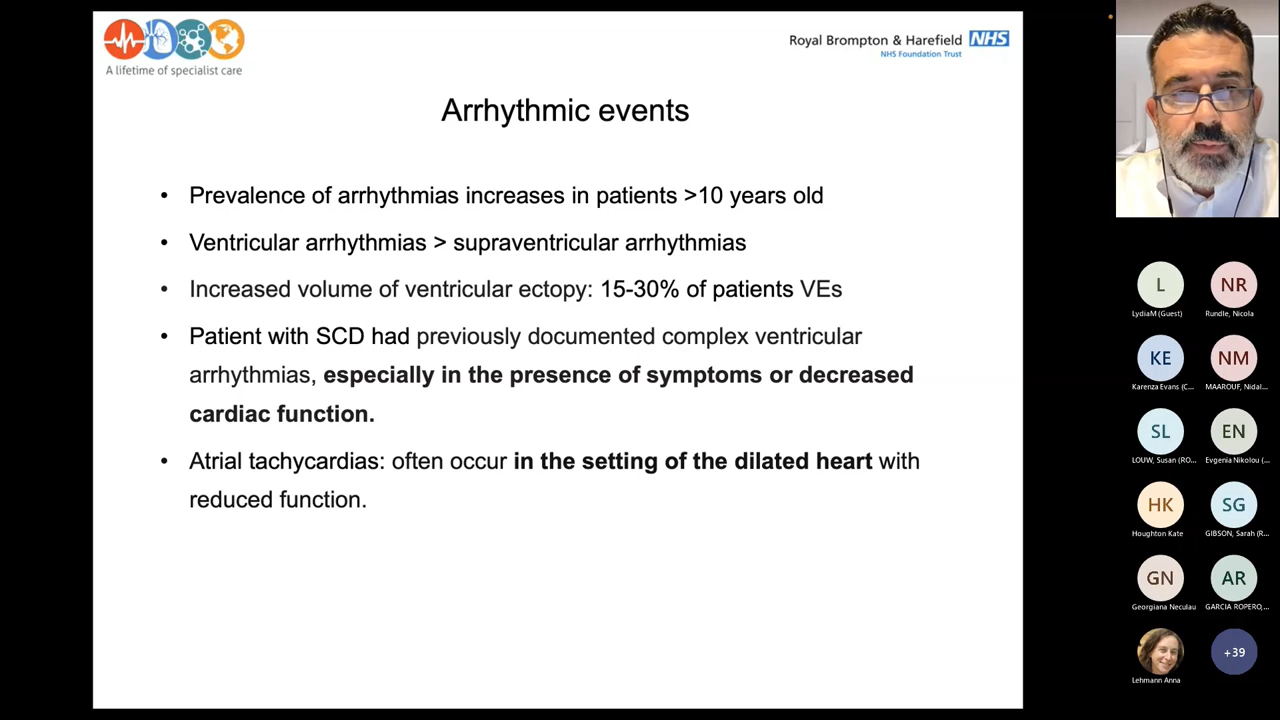 A lifetime of specialist care
Royal Brompton & Harefield NHS
NHS Foundation Trust
Arrhythmic events
• Prevalence of arrhythmias increases in patients >10 years old
• Ventricular arrhythmias > supraventricular arrhythmias
• Increased volume of ventricular ectopy: 15-30% of patients VEs
• Patient with SCD had previously documented complex ventricular
arrhythmias, especially in the presence of symptoms or decreased
cardiac function.
• Atrial tachycardias: often occur in the setting of the dilated heart with
reduced function.
L
LydiaM (Guest)
NR
Rundle, Nicola
KE
Karenza Evans (C...
NM
MAAROUF, Nidal...
SL
LOUW, Susan (RO...
EN
Evgenia Nikolou (...
HK
Houghton Kate
SG
GIBSON, Sarah (R...
GN
Georgiana Neculau
AR
GARCIA ROPERO,...
Lehmann Anna
+39